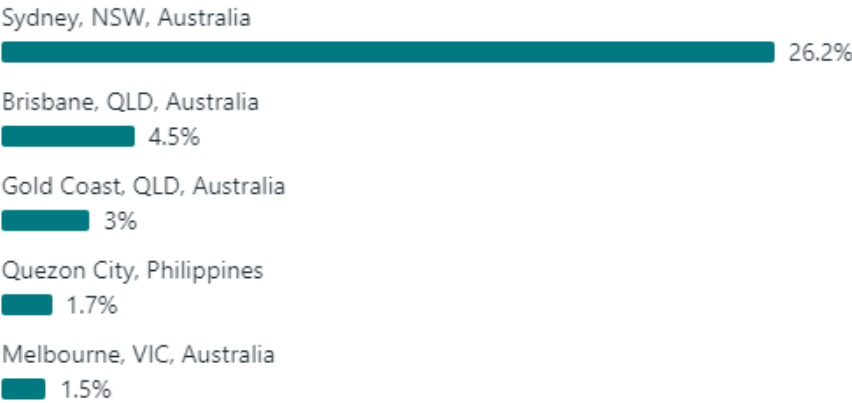 Sydney, NSW, Australia
26.2%
Brisbane, QLD, Australia
4.5%
Gold Coast, QLD, Australia
3%
Quezon City, Philippines
1.7%
Melbourne, VIC, Australia
1.5%